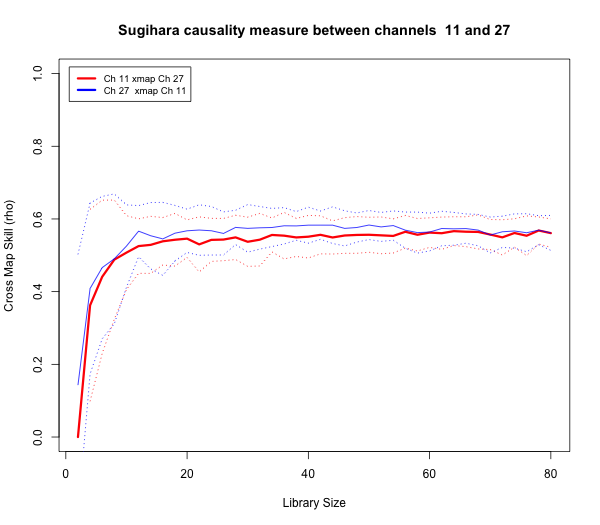 Sugihara causality measure between channels  11 and 27
Ch 11 xmap Ch 27
Ch 27  xmap Ch 11
Cross Map Skill (rho)
1.0
0.8
0.6
0.4
0.2
0.0
0 20 40 60 80
Library Size